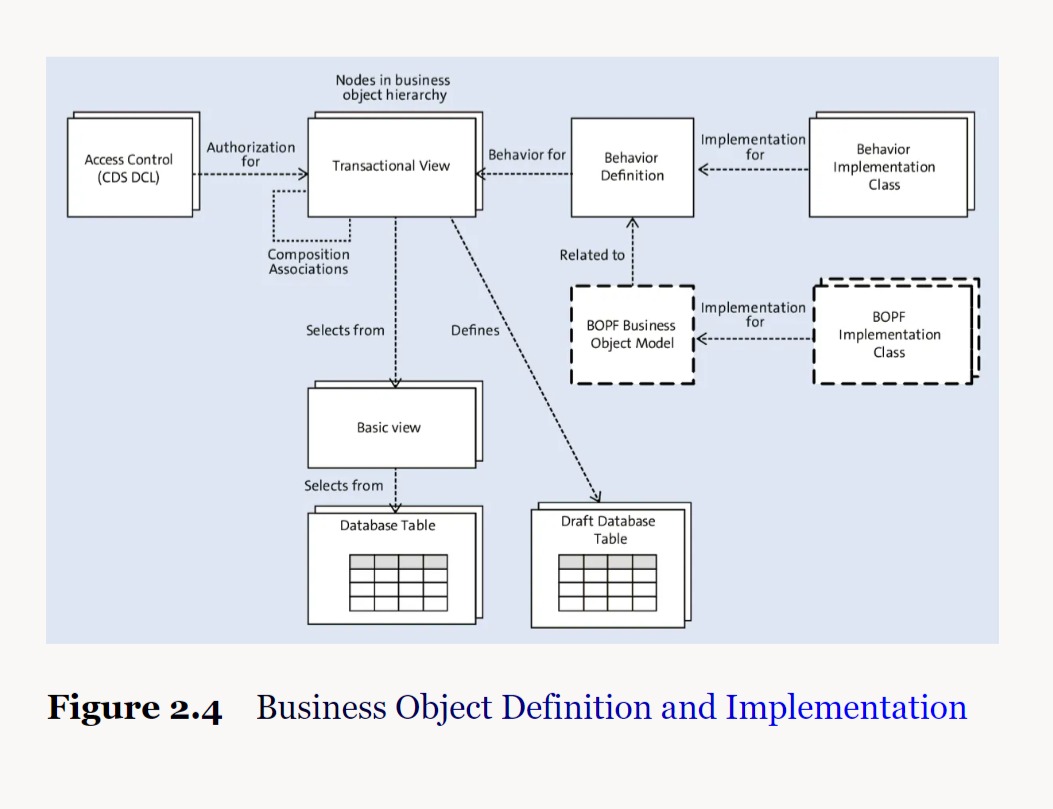 Nodes in business
object hierarchy
Access Control
(CDS DCL)
Authorization
for
Transactional View
Behavior for
Behavior
Definition
Implementation
for
Behavior
Implementation
Class
Composition
Associations
Related to
Selects from
Defines
BOPF Business
Object Model
Implementation
for
BOPF
Implementation
Class
Basic view
Selects from
Database Table
Draft Database
Table
Figure 2.4 Business Object Definition and Implementation